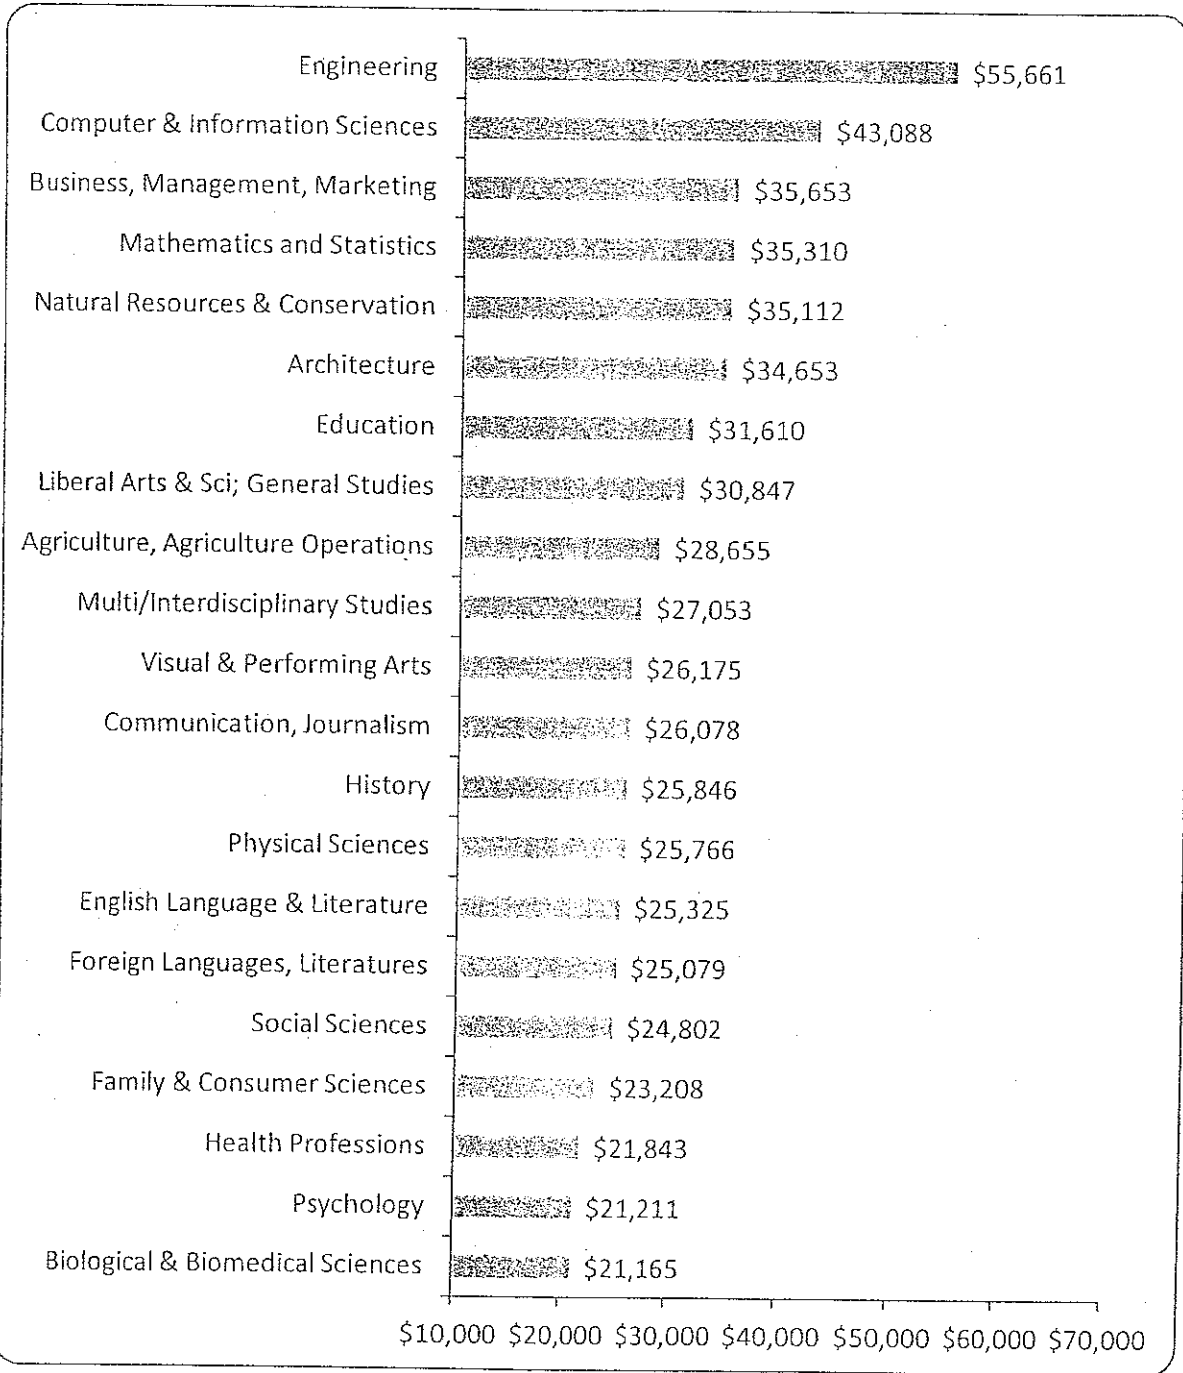 Engineering $55,661
Computer & Information Sciences $43,088
Business, Management, Marketing $35,653
Mathematics and Statistics $35,310
Natural Resources & Conservation $35,112
Architecture $34,653
Education $31,610
Liberal Arts & Sci; General Studies $30,847
Agriculture, Agriculture Operations $28,655
Multi/Interdisciplinary Studies $27,053
Visual & Performing Arts $26,175
Communication, Journalism $26,078
History $25,846
Physical Sciences $25,766
English Language & Literature $25,325
Foreign Languages, Literatures $25,079
Social Sciences $24,802
Family & Consumer Sciences $23,208
Health Professions $21,843
Psychology $21,211
Biological & Biomedical Sciences $21,165
$10,000 $20,000 $30,000 $40,000 $50,000 $60,000 $70,000